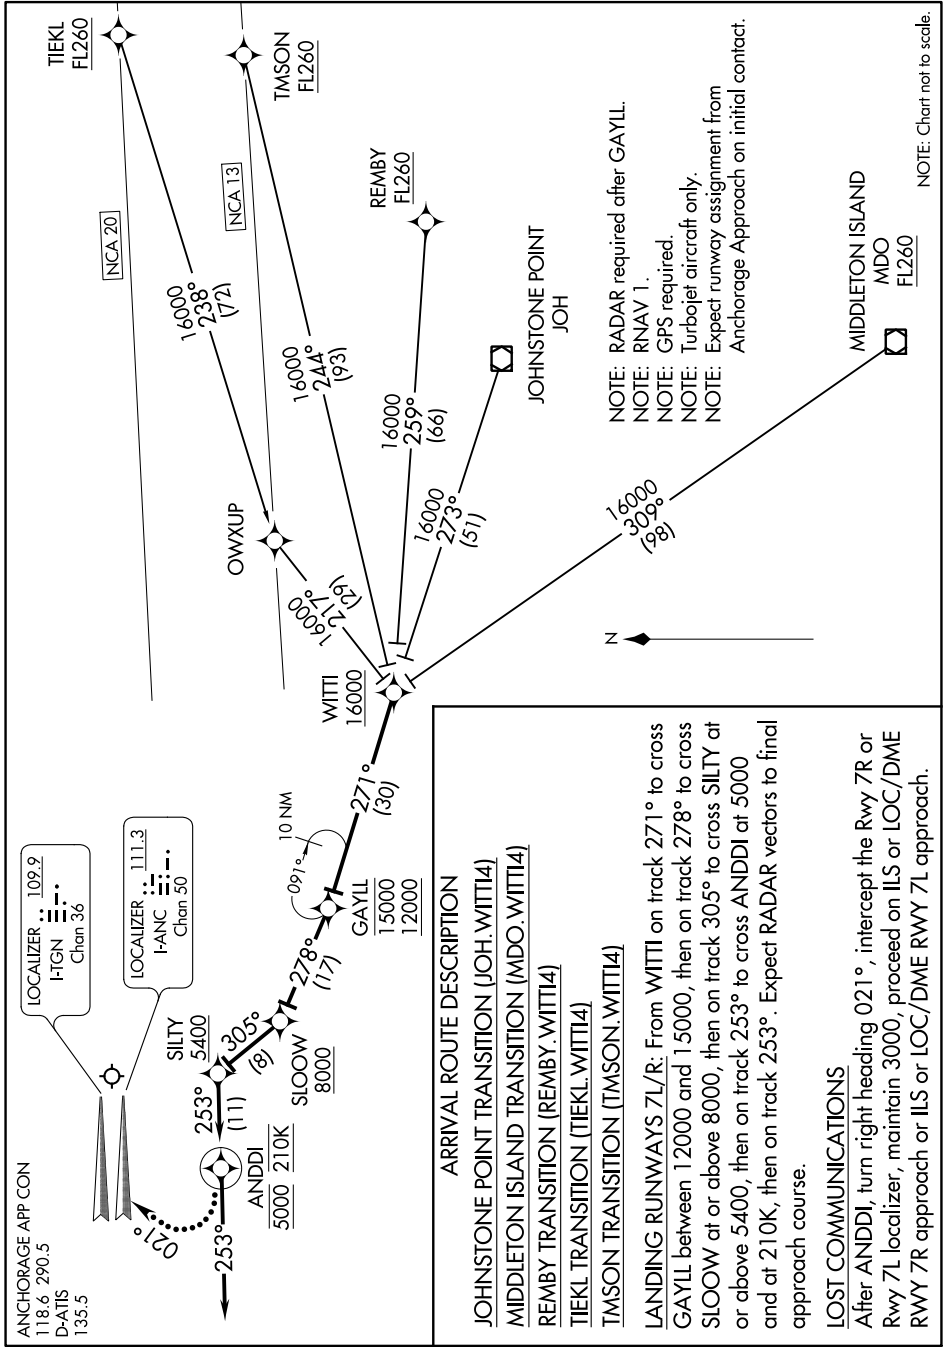 ANCHORAGE APP CON
118.6 290.5
D-ATIS
135.5
LOCALIZER 109.9
I-TGN
Chan 36
LOCALIZER 111.3
I-ANC
Chan 50
TIEKL
FL260
TMSON
FL260
NCA 20
NCA 13
16000
238°
(72)
16000
244°
(93)
REMBY
FL260
OWXUP
16000
217°
(29)
16000
259°
(66)
JOHNSTONE POINT
JOH
16000
273°
(51)
WITTI
16000
MIDDLETON ISLAND
MDO
FL260
16000
309°
(98)
N
271°
(30)
10 NM
091°
GAYLL
15000
12000
278°
(17)
SLOOW
8000
305°
(8)
SILTY
5400
253°
(11)
ANDDI
5000 210K
021°
253°
NOTE: RADAR required after GAYLL.
NOTE: RNAV 1.
NOTE: GPS required.
NOTE: Turbojet aircraft only.
NOTE: Expect runway assignment from
Anchorage Approach on initial contact.
NOTE: Chart not to scale.
ARRIVAL ROUTE DESCRIPTION
JOHNSTONE POINT TRANSITION (JOH.WITTI4)
MIDDLETON ISLAND TRANSITION (MDO.WITTI4)
REMBY TRANSITION (REMBY.WITTI4)
TIEKL TRANSITION (TIEKL.WITTI4)
TMSON TRANSITION (TMSON.WITTI4)
LANDING RUNWAYS 7L/R: From WITTI on track 271° to cross
GAYLL between 12000 and 15000, then on track 278° to cross
SLOOW at or above 8000, then on track 305° to cross SILTY at
or above 5400, then on track 253° to cross ANDDI at 5000
and at 210K, then on track 253°. Expect RADAR vectors to final
approach course.
LOST COMMUNICATIONS
After ANDDI, turn right heading 021°, intercept the Rwy 7R or
Rwy 7L localizer, maintain 3000, proceed on ILS or LOC/DME
RWY 7R approach or ILS or LOC/DME RWY 7L approach.